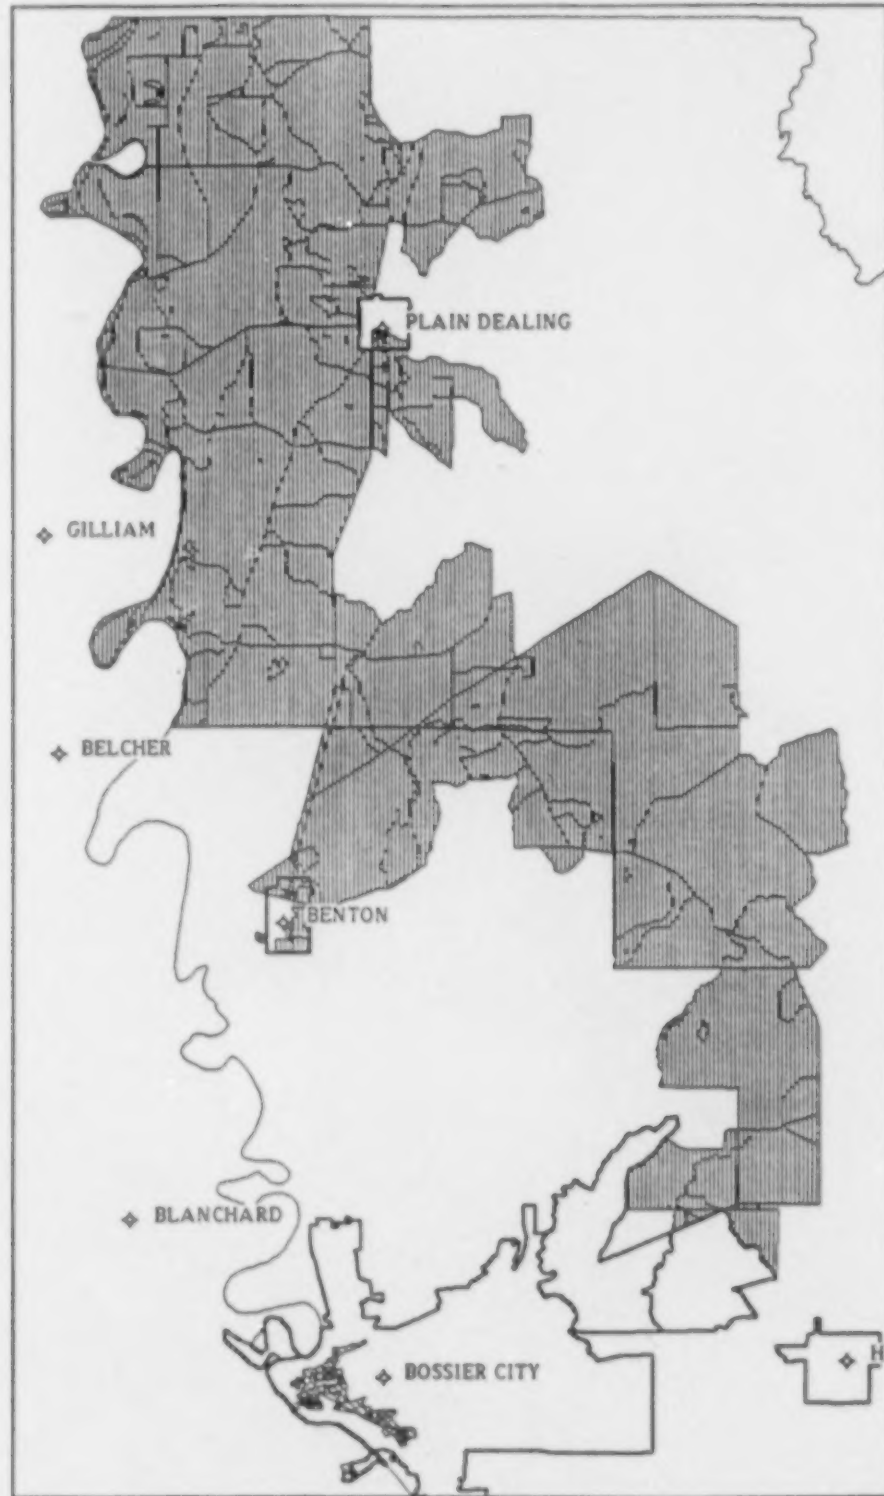 PLAIN DEALING
GILLIAM
BELCHER
BENTON
BLANCHARD
BOSSIER CITY
H